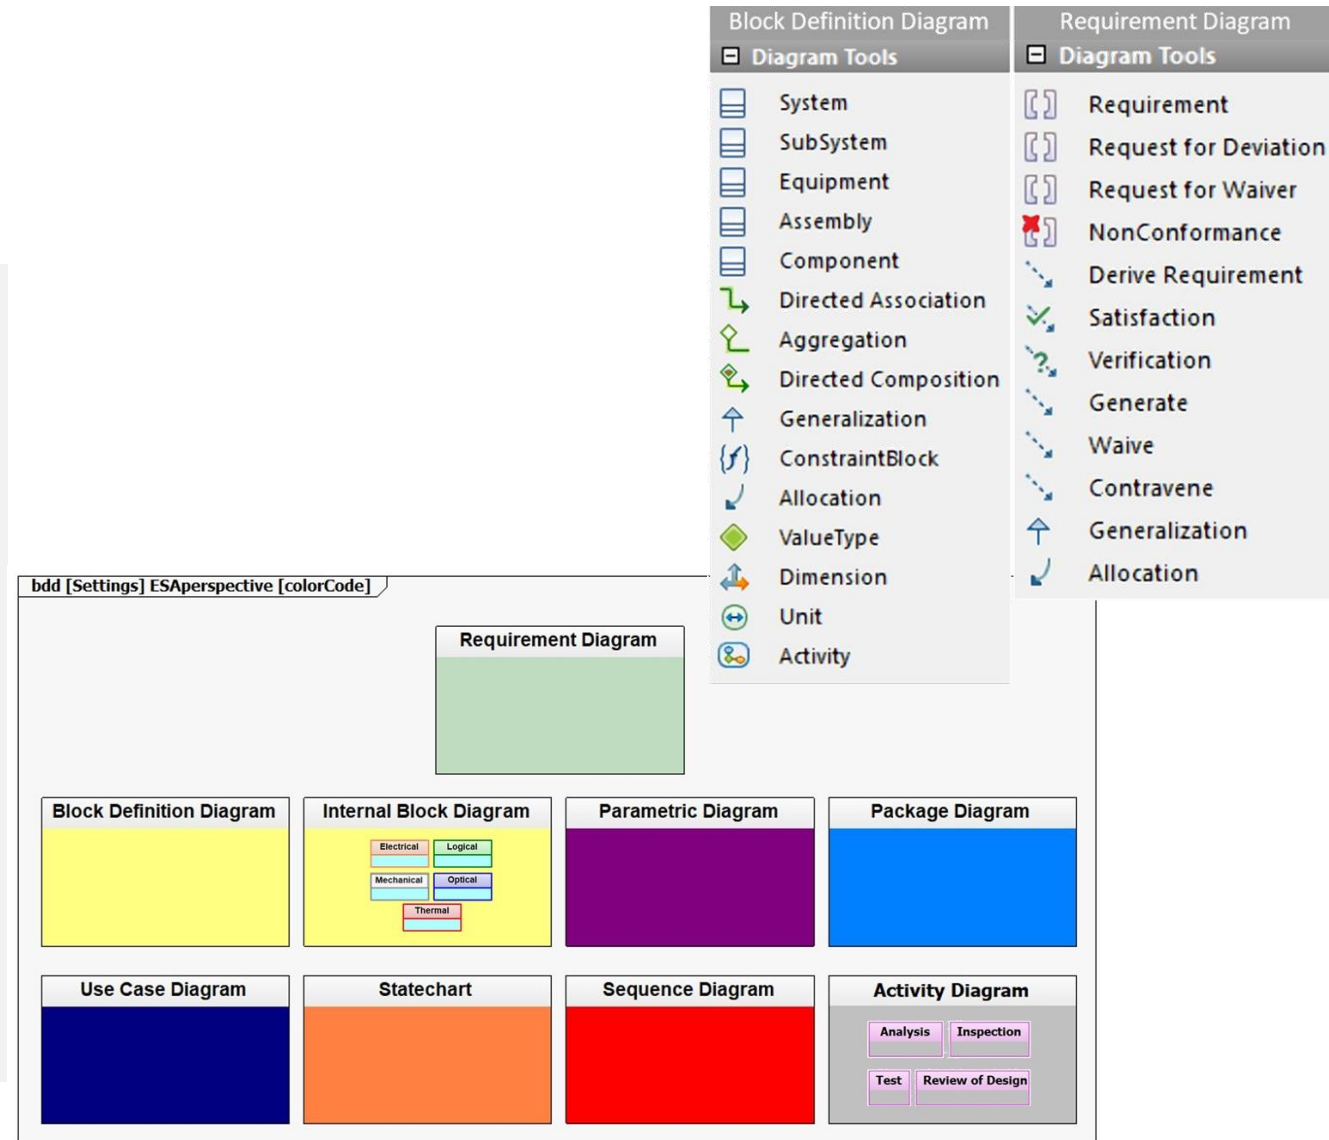 Block Definition Diagram
Diagram Tools
System
SubSystem
Equipment
Assembly
Component
Directed Association
Aggregation
Directed Composition
Generalization
ConstraintBlock
Allocation
ValueType
Dimension
Unit
Activity
Requirement Diagram
Diagram Tools
Requirement
Request for Deviation
Request for Waiver
NonConformance
Derive Requirement
Satisfaction
Verification
Generate
Waive
Contravene
Generalization
Allocation
bdd [Settings] ESAperspective [colorCode]
Requirement Diagram
Block Definition Diagram
Internal Block Diagram
Electrical
Logical
Mechanical
Optical
Thermal
Parametric Diagram
Package Diagram
Use Case Diagram
Statechart
Sequence Diagram
Activity Diagram
Analysis
Inspection
Test
Review of Design